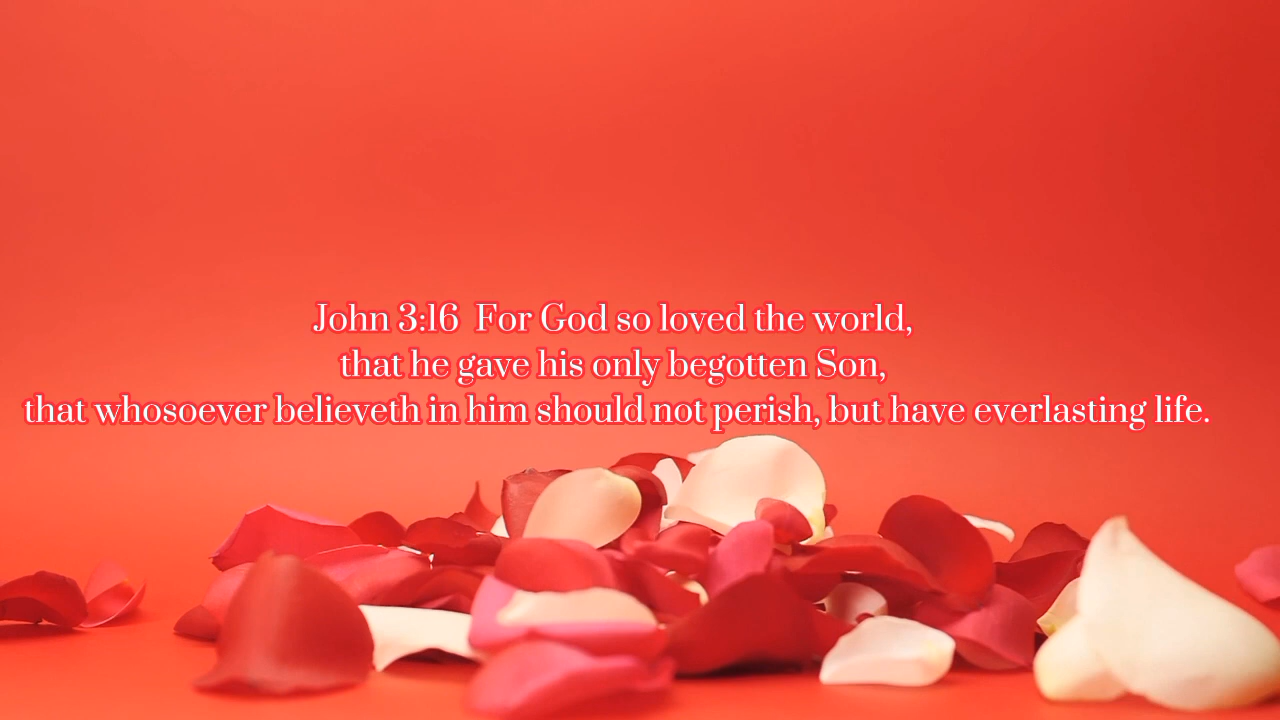 John 3:16  For God so loved the world,
that he gave his only begotten Son,
that whosoever believeth in him should not perish, but have everlasting life.